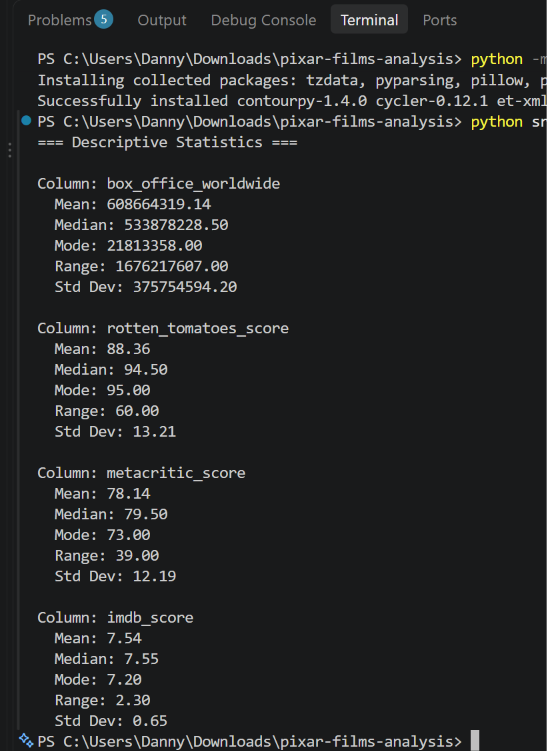 Problems 5 Output Debug Console Terminal Ports
PS C:\Users\Danny\Downloads\pixar-films-analysis> python -m
Installing collected packages: tzdata, pyparsing, pillow, p
Successfully installed contourpy-1.4.0 cycler-0.12.1 et-xml
PS C:\Users\Danny\Downloads\pixar-films-analysis> python sr
=== Descriptive Statistics ===
Column: box_office_worldwide
Mean: 608664319.14
Median: 533878228.50
Mode: 21813358.00
Range: 1676217607.00
Std Dev: 375754594.20
Column: rotten_tomatoes_score
Mean: 88.36
Median: 94.50
Mode: 95.00
Range: 60.00
Std Dev: 13.21
Column: metacritic_score
Mean: 78.14
Median: 79.50
Mode: 73.00
Range: 39.00
Std Dev: 12.19
Column: imdb_score
Mean: 7.54
Median: 7.55
Mode: 7.20
Range: 2.30
Std Dev: 0.65
PS C:\Users\Danny\Downloads\pixar-films-analysis>